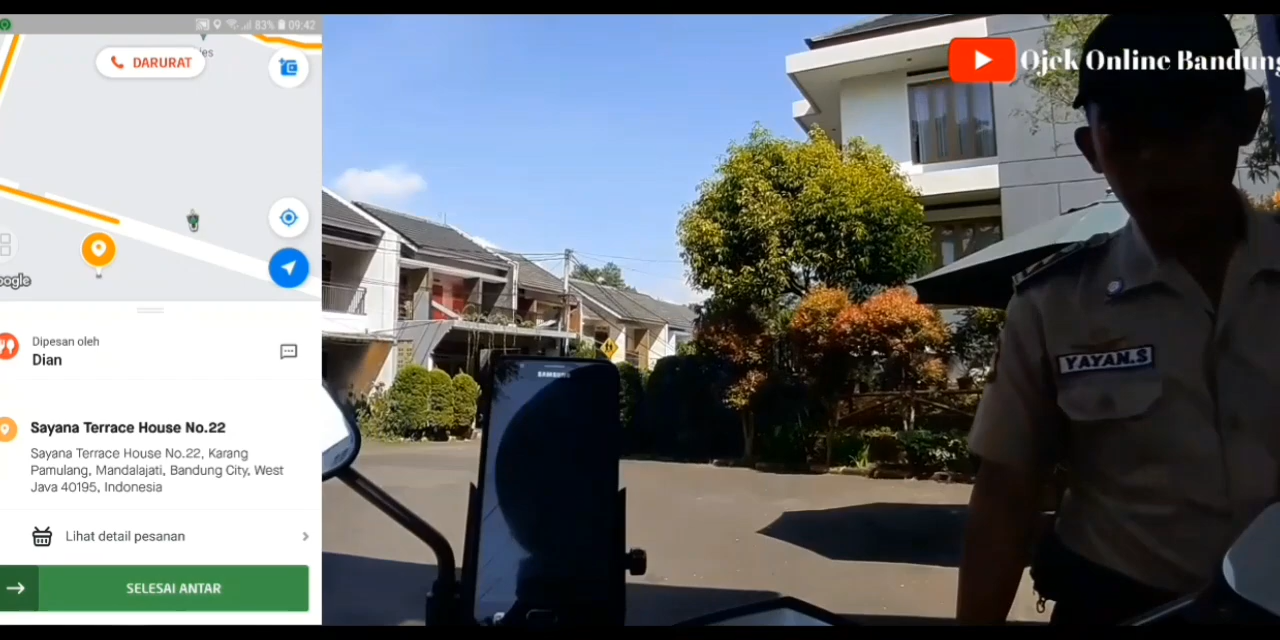 83% 09:42
DARURAT
oogle
Dipesan oleh
Dian
Sayana Terrace House No.22
Sayana Terrace House No.22, Karang
Pamulang, Mandalajati, Bandung City, West
Java 40195, Indonesia
Lihat detail pesanan
SELESAI ANTAR
Ojek Online Bandung
SAMSUNG
YAYAN.S